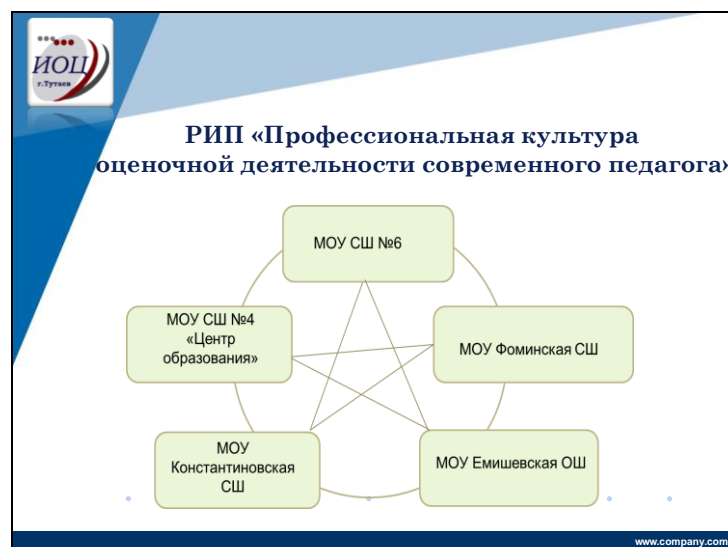 ИОЦ
г.Тутаев
РИП «Профессиональная культура
оценочной деятельности современного педагога»
МОУ СШ №6
МОУ СШ №4
«Центр
образования»
МОУ Фоминская СШ
МОУ
Константиновская
СШ
МОУ Емишевская ОШ
www.company.com